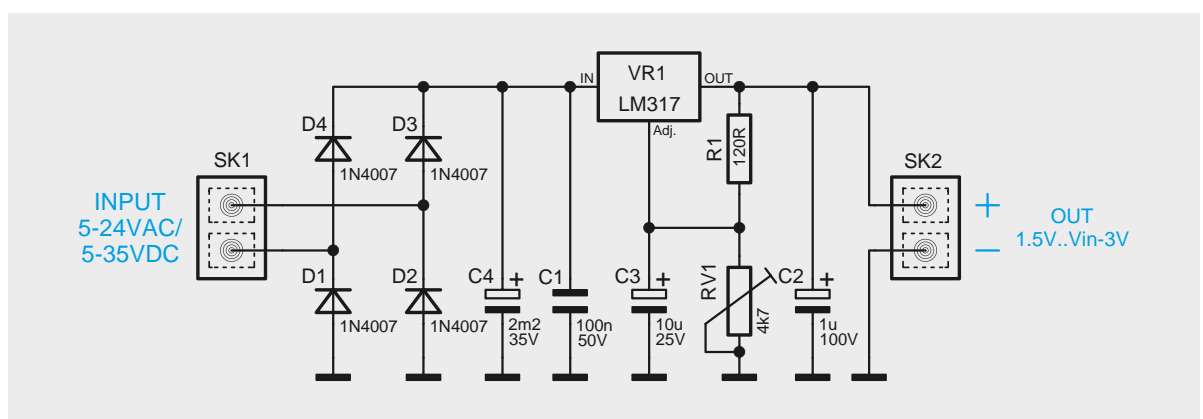 VR1
LM317
IN
OUT
Adj.
D4
1N4007
D3
1N4007
SK1
INPUT
5-24VAC/
5-35VDC
D1
1N4007
D2
1N4007
C4
+
2m2
35V
C1
100n
50V
C3
+
10u
25V
R1
120R
RV1
4k7
C2
+
1u
100V
SK2
+
−
OUT
1.5V..Vin-3V